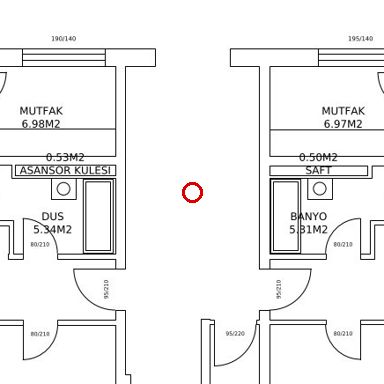 190/140
195/140
MUTFAK
6.98M2
MUTFAK
6.97M2
0.53M2
ASANSOR KULESI
0.50M2
SAFT
DUS
5.34M2
BANYO
5.31M2
80/210
80/210
95/210
95/210
80/210
95/220
80/210